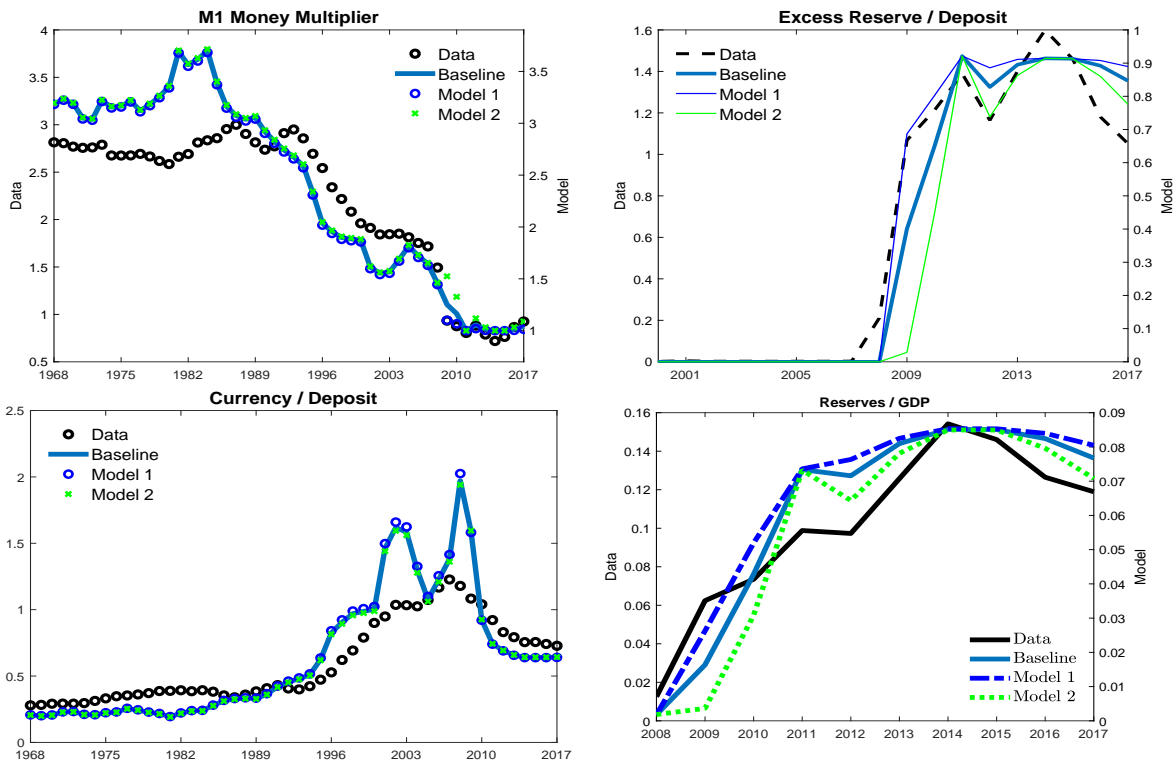 M1 Money Multiplier
4
3.5
3
2.5
2
1.5
1
0.5
Data
3.5
3
2.5
2
1.5
1
Model
1968 1975 1982 1989 1996 2003 2010 2017
Data
Baseline
Model 1
Model 2
Excess Reserve / Deposit
1.6
1.4
1.2
1
0.8
0.6
0.4
0.2
0
Data
1
0.9
0.8
0.7
0.6
0.5
0.4
0.3
0.2
0.1
0
Model
2001 2005 2009 2013 2017
Data
Baseline
Model 1
Model 2
Currency / Deposit
2.5
2
1.5
1
0.5
0
1968 1975 1982 1989 1996 2003 2010 2017
Data
Baseline
Model 1
Model 2
Reserves / GDP
0.16
0.14
0.12
0.1
0.08
0.06
0.04
0.02
0
Data
0.09
0.08
0.07
0.06
0.05
0.04
0.03
0.02
0.01
0
Model
2008 2009 2010 2011 2012 2013 2014 2015 2016 2017
Data
Baseline
Model 1
Model 2